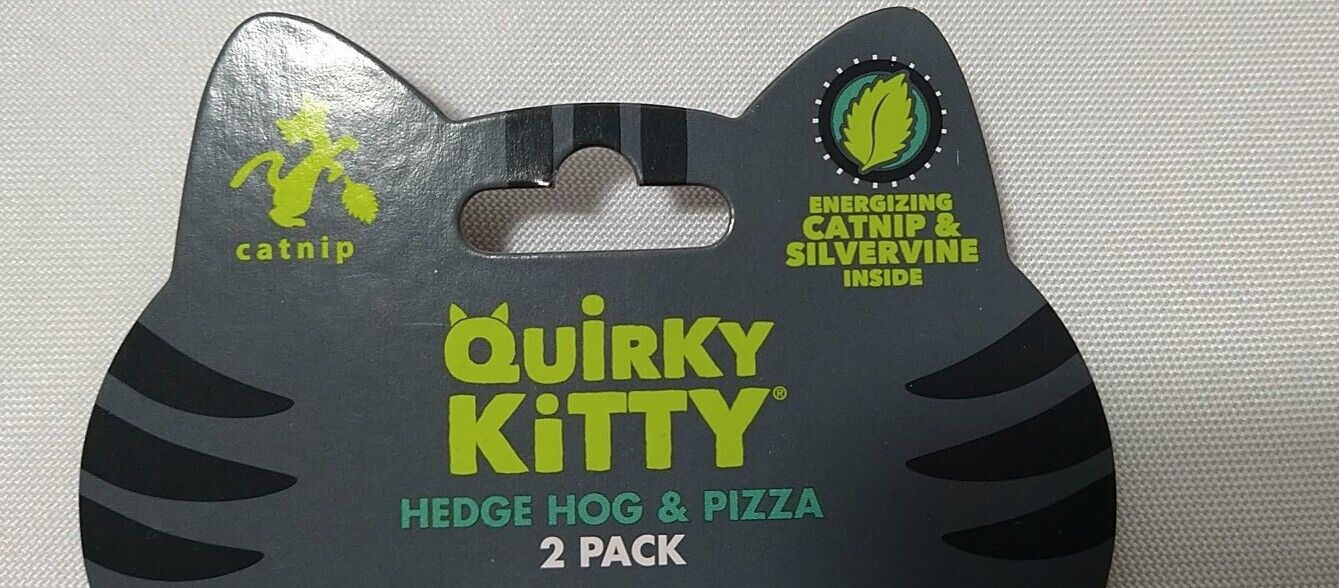 catnip
ENERGIZING
CATNIP &
SILVERVINE
INSIDE
QUiRKY
KiTTY®
HEDGE HOG & PIZZA
2 PACK